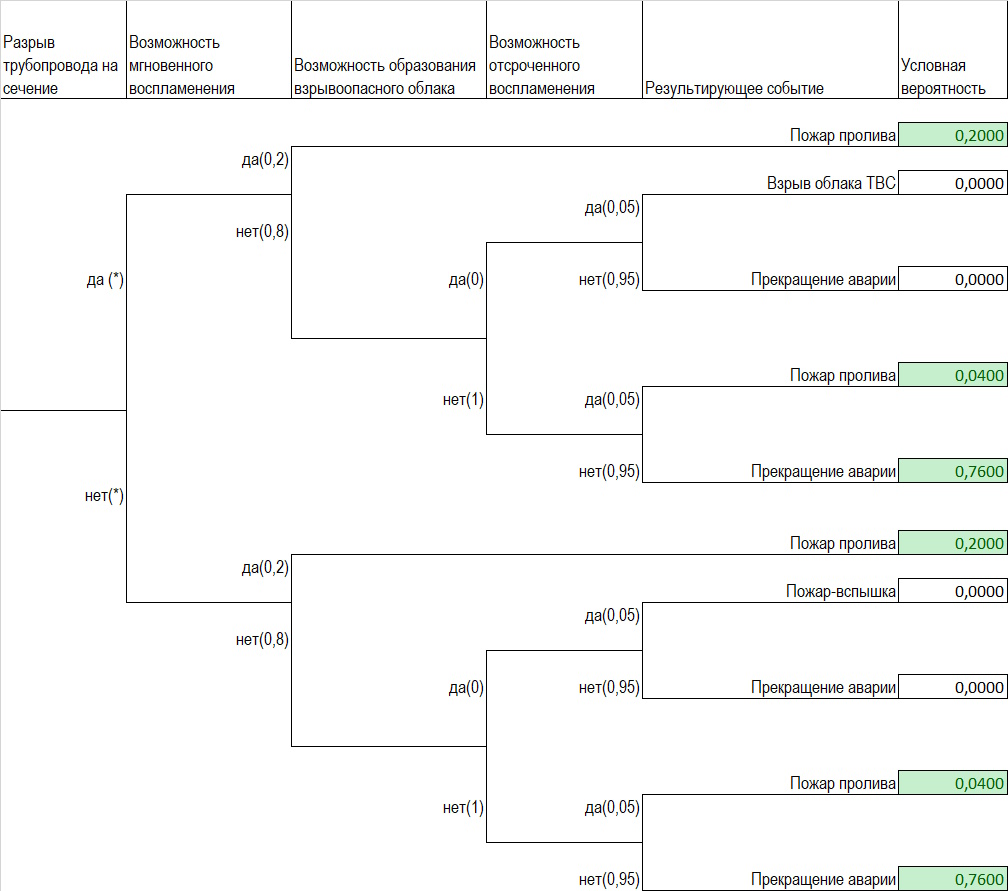 Разрыв
трубопровода на
сечение
Возможность
мгновенного
воспламенения
Возможность образования
взрывоопасного облака
Возможность
отсроченного
воспламенения
Результирующее событие
Условная
вероятность
Пожар пролива 0,2000
да(0,2)
Взрыв облака ТВС 0,0000
да(0,05)
нет(0,8)
да (*)
да(0)
нет(0,95)
Прекращение аварии 0,0000
Пожар пролива 0,0400
нет(1)
да(0,05)
нет(0,95)
Прекращение аварии 0,7600
нет(*)
Пожар пролива 0,2000
да(0,2)
Пожар-вспышка 0,0000
да(0,05)
нет(0,8)
да(0)
нет(0,95)
Прекращение аварии 0,0000
Пожар пролива 0,0400
нет(1)
да(0,05)
нет(0,95)
Прекращение аварии 0,7600